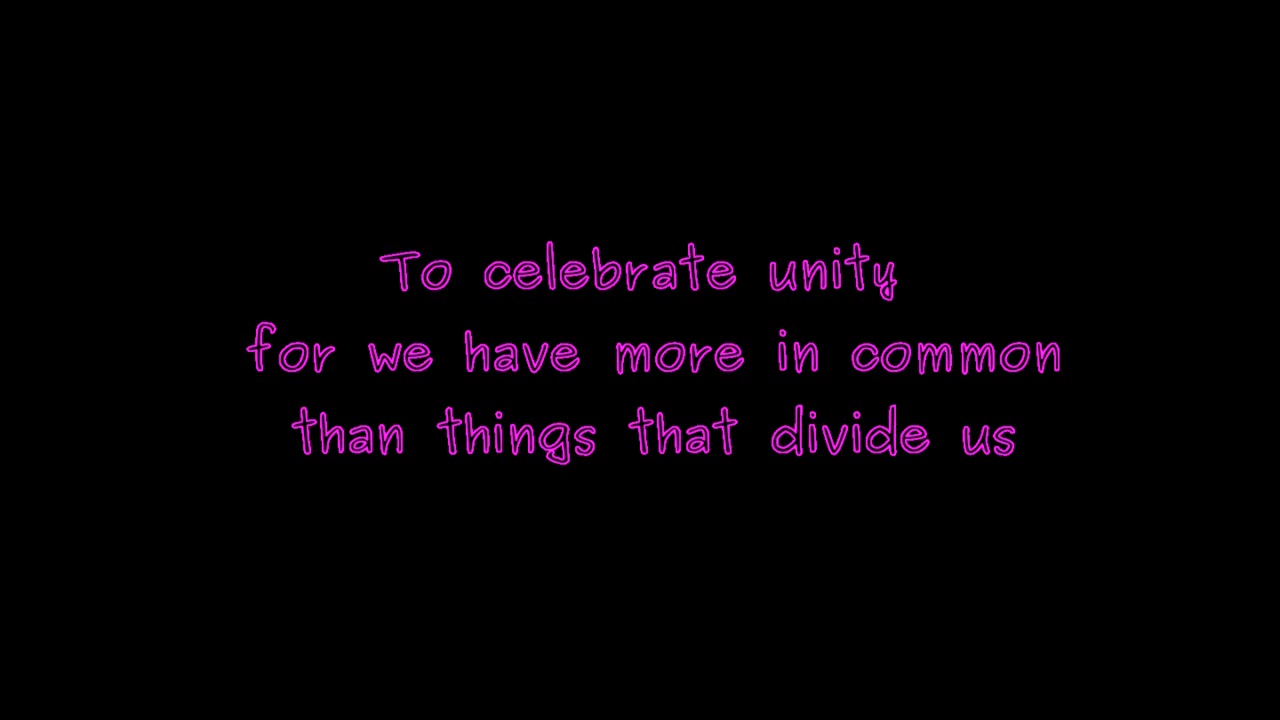 To celebrate unity
for we have more in common
than things that divide us